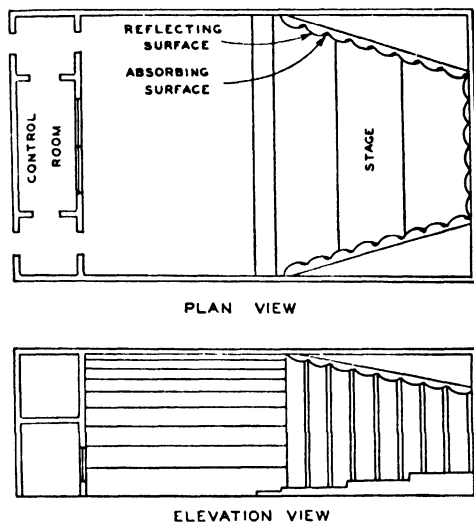 REFLECTING
SURFACE
ABSORBING
SURFACE
CONTROL
ROOM
STAGE
PLAN VIEW
ELEVATION VIEW